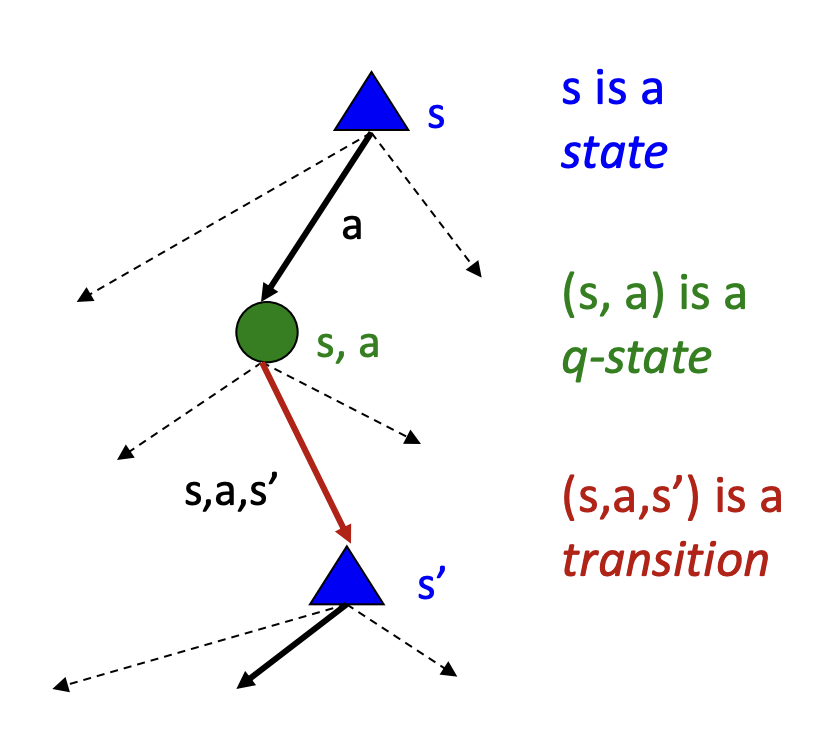 s
s is a
state
a
(s, a) is a
s, a
q-state
s,a,s’
(s,a,s’) is a
transition
s’